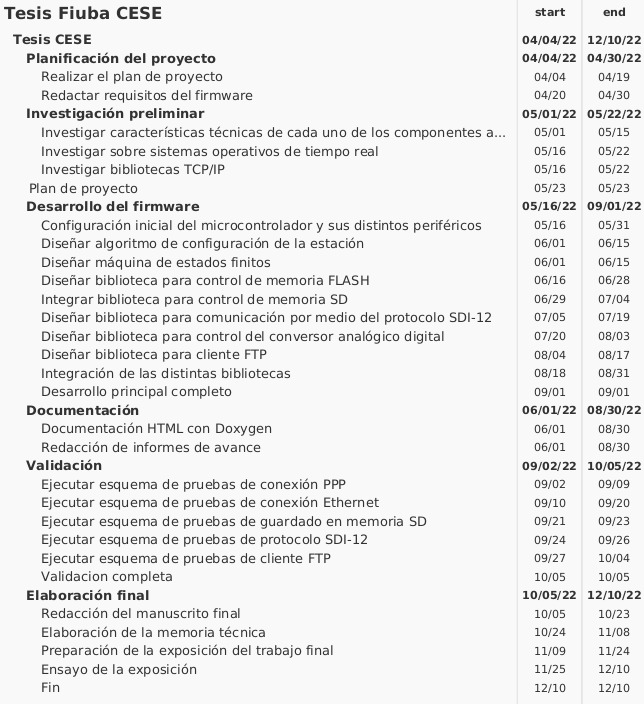 Tesis Fiuba CESE start end
Tesis CESE 04/04/22 12/10/22
Planificación del proyecto 04/04/22 04/30/22
Realizar el plan de proyecto 04/04 04/19
Redactar requisitos del firmware 04/20 04/30
Investigación preliminar 05/01/22 05/22/22
Investigar características técnicas de cada uno de los componentes a... 05/01 05/15
Investigar sobre sistemas operativos de tiempo real 05/16 05/22
Investigar bibliotecas TCP/IP 05/16 05/22
Plan de proyecto 05/23 05/23
Desarrollo del firmware 05/16/22 09/01/22
Configuración inicial del microcontrolador y sus distintos periféricos 05/16 05/31
Diseñar algoritmo de configuración de la estación 06/01 06/15
Diseñar máquina de estados finitos 06/01 06/15
Diseñar biblioteca para control de memoria FLASH 06/16 06/28
Integrar biblioteca para control de memoria SD 06/29 07/04
Diseñar biblioteca para comunicación por medio del protocolo SDI-12 07/05 07/19
Diseñar biblioteca para control del conversor analógico digital 07/20 08/03
Diseñar biblioteca para cliente FTP 08/04 08/17
Integración de las distintas bibliotecas 08/18 08/31
Desarrollo principal completo 09/01 09/01
Documentación 06/01/22 08/30/22
Documentación HTML con Doxygen 06/01 08/30
Redacción de informes de avance 06/01 08/30
Validación 09/02/22 10/05/22
Ejecutar esquema de pruebas de conexión PPP 09/02 09/09
Ejecutar esquema de pruebas de conexión Ethernet 09/10 09/20
Ejecutar esquema de pruebas de guardado en memoria SD 09/21 09/23
Ejecutar esquema de pruebas de protocolo SDI-12 09/24 09/26
Ejecutar esquema de pruebas de cliente FTP 09/27 10/04
Validacion completa 10/05 10/05
Elaboración final 10/05/22 12/10/22
Redacción del manuscrito final 10/05 10/23
Elaboración de la memoria técnica 10/24 11/08
Preparación de la exposición del trabajo final 11/09 11/24
Ensayo de la exposición 11/25 12/10
Fin 12/10 12/10